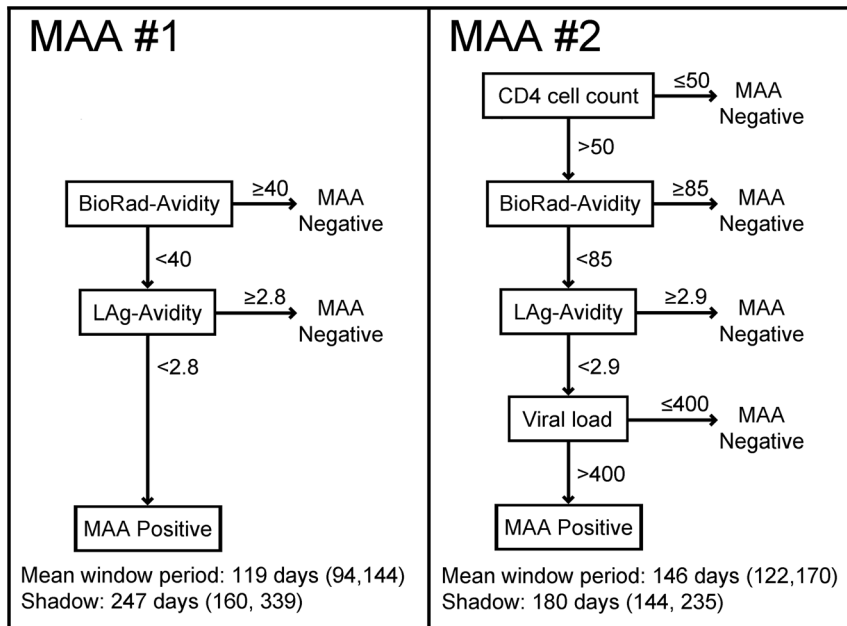 MAA #1
BioRad-Avidity
≥40
MAA
Negative
<40
LAg-Avidity
≥2.8
MAA
Negative
<2.8
MAA Positive
Mean window period: 119 days (94,144)
Shadow: 247 days (160, 339)
MAA #2
CD4 cell count
≤50
MAA
Negative
>50
BioRad-Avidity
≥85
MAA
Negative
<85
LAg-Avidity
≥2.9
MAA
Negative
<2.9
Viral load
≤400
MAA
Negative
>400
MAA Positive
Mean window period: 146 days (122,170)
Shadow: 180 days (144, 235)